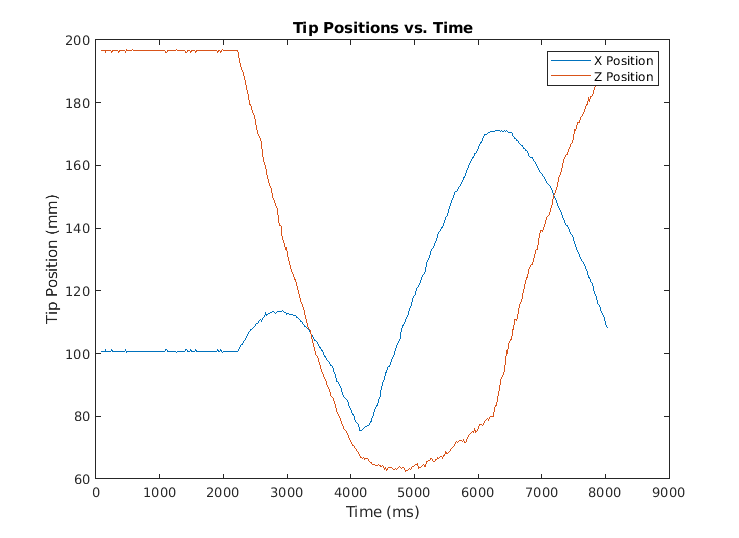 Tip Positions vs. Time
X Position
Z Position
200
180
160
140
120
100
80
60
Tip Position (mm)
0 1000 2000 3000 4000 5000 6000 7000 8000 9000
Time (ms)